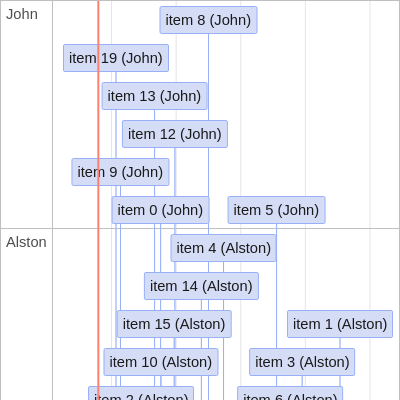 John
item 8 (John)
item 19 (John)
item 13 (John)
item 12 (John)
item 9 (John)
item 0 (John)
item 5 (John)
Alston
item 4 (Alston)
item 14 (Alston)
item 15 (Alston)
item 1 (Alston)
item 10 (Alston)
item 3 (Alston)
item 2 (Alston)
item 6 (Alston)